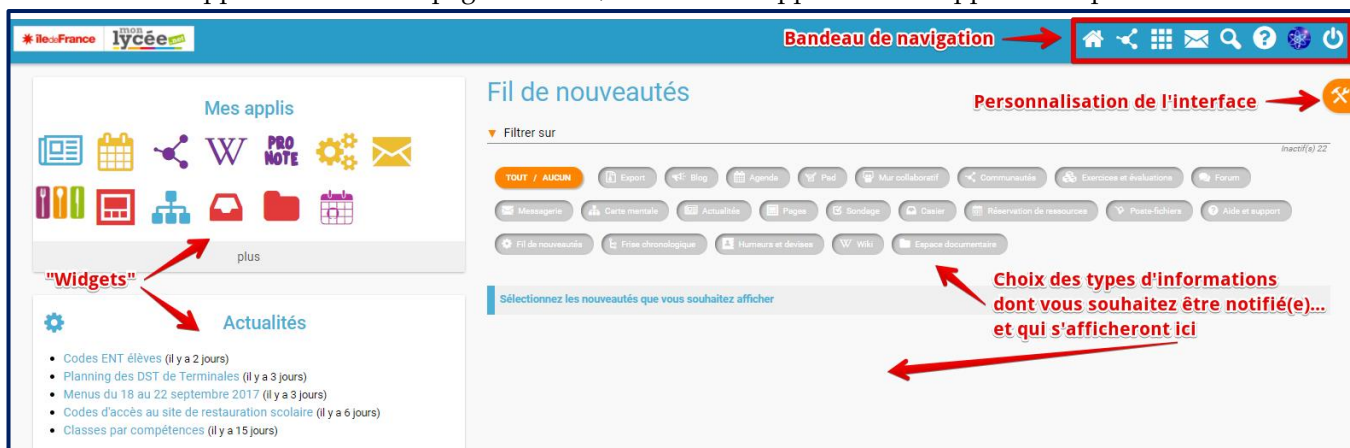 îledeFrance
mon
lycée.net
Bandeau de navigation
Mes applis
PRO
NOTE
plus
"Widgets"
Actualités
Codes ENT élèves (il y a 2 jours)
Planning des DST de Terminales (il y a 3 jours)
Menus du 18 au 22 septembre 2017 (il y a 3 jours)
Codes d'accès au site de restauration scolaire (il y a 6 jours)
Classes par compétences (il y a 15 jours)
Fil de nouveautés
Personnalisation de l'interface
Filtrer sur
Inactif(s) 22
TOUT / AUCUN Export Blog Agenda Pad Mur collaboratif Communautés Exercices et évaluations Forum
Messagerie Carte mentale Actualités Pages Sondage Casier Réservation de ressources Poste-fichiers Aide et support
Fil de nouveautés Frise chronologique Humeurs et devises Wiki Espace documentaire
Sélectionnez les nouveautés que vous souhaitez afficher
Choix des types d'informations
dont vous souhaitez être notifié(e)...
et qui s'afficheront ici